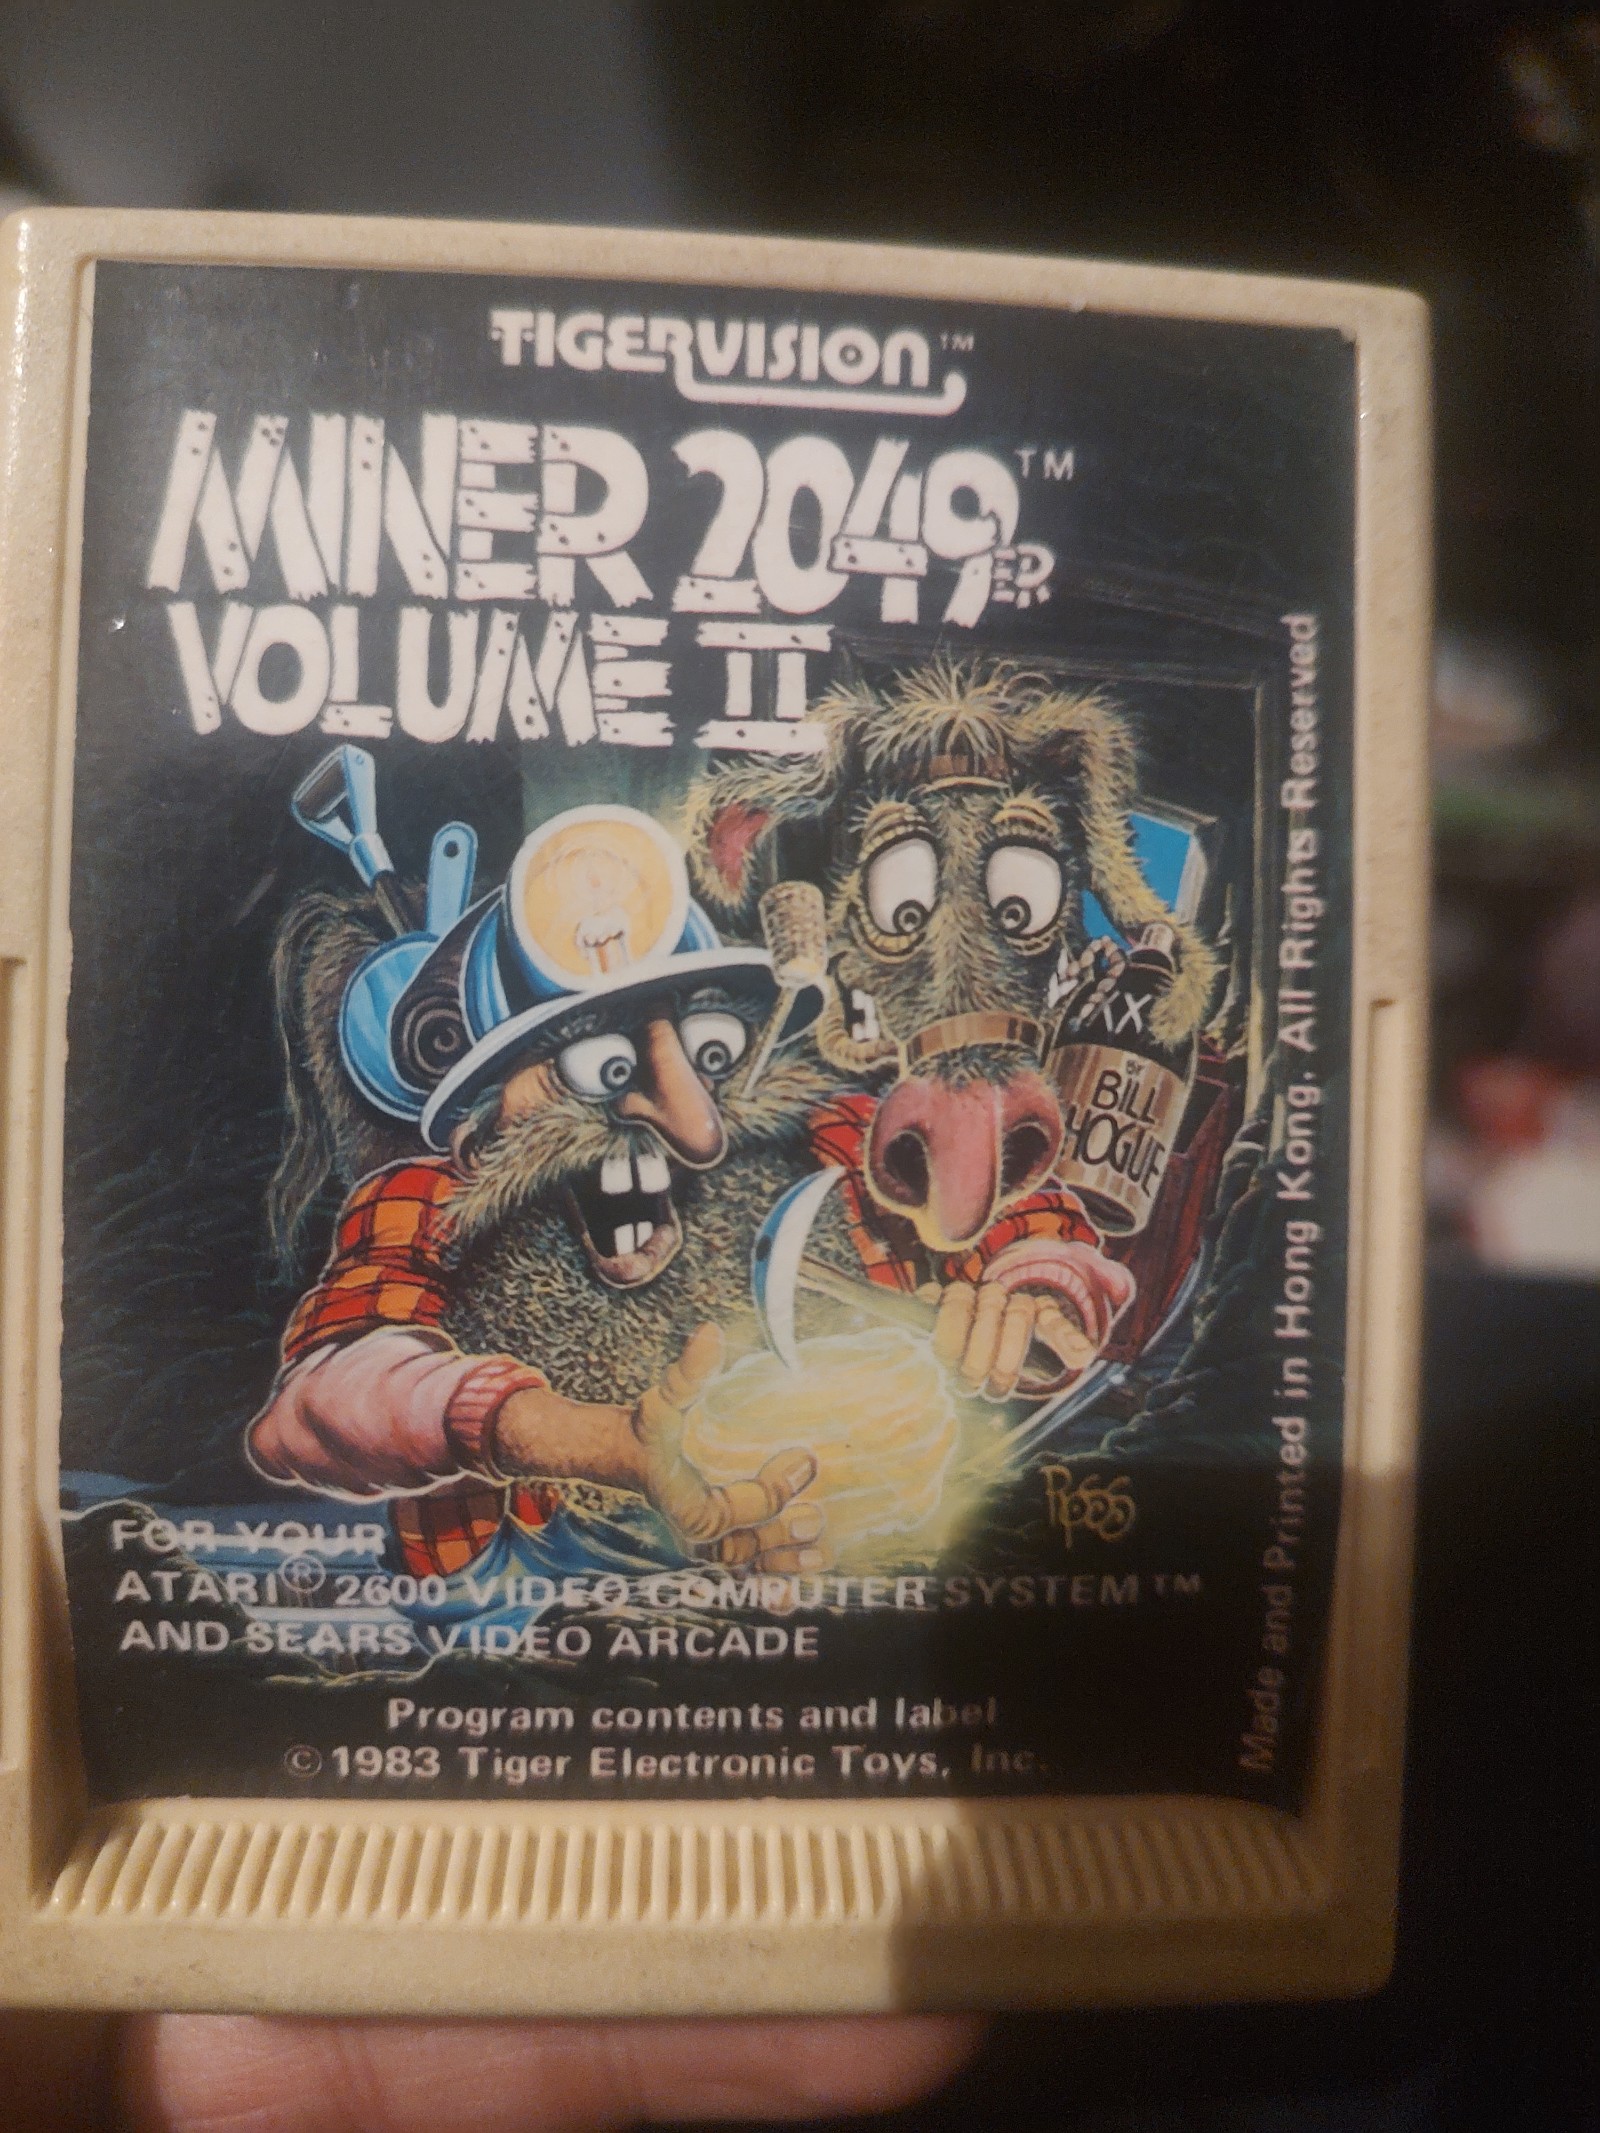 TIGERVISION™
MINER 2049ER™
VOLUME II
XX
BY
BILL
HOGUE
Ross
FOR YOUR
ATARI® 2600 VIDEO COMPUTER SYSTEM™
AND SEARS VIDEO ARCADE
Program contents and label
© 1983 Tiger Electronic Toys, Inc.
Made and Printed in Hong Kong, All Rights Reserved